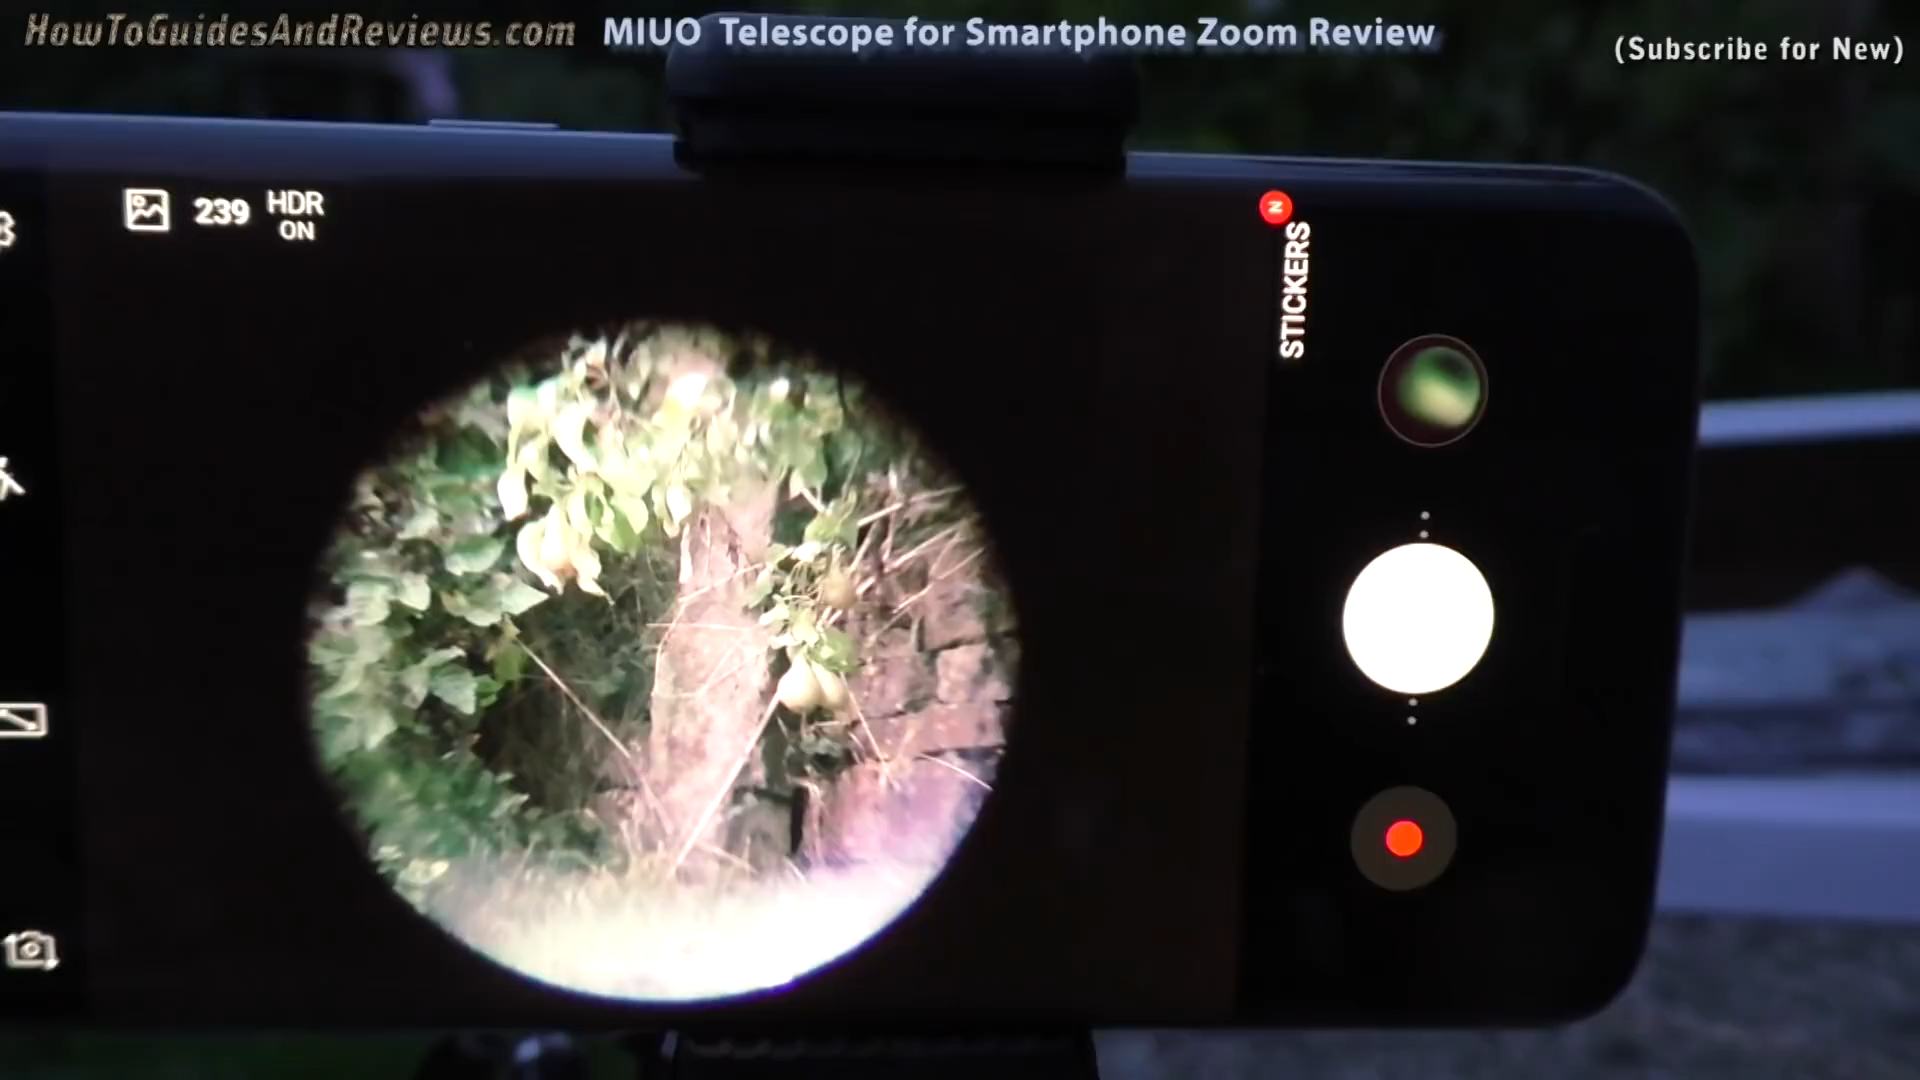 HowToGuidesAndReviews.com
MIUO Telescope for Smartphone Zoom Review
(Subscribe for New)
239
HDR
ON
N
STICKERS